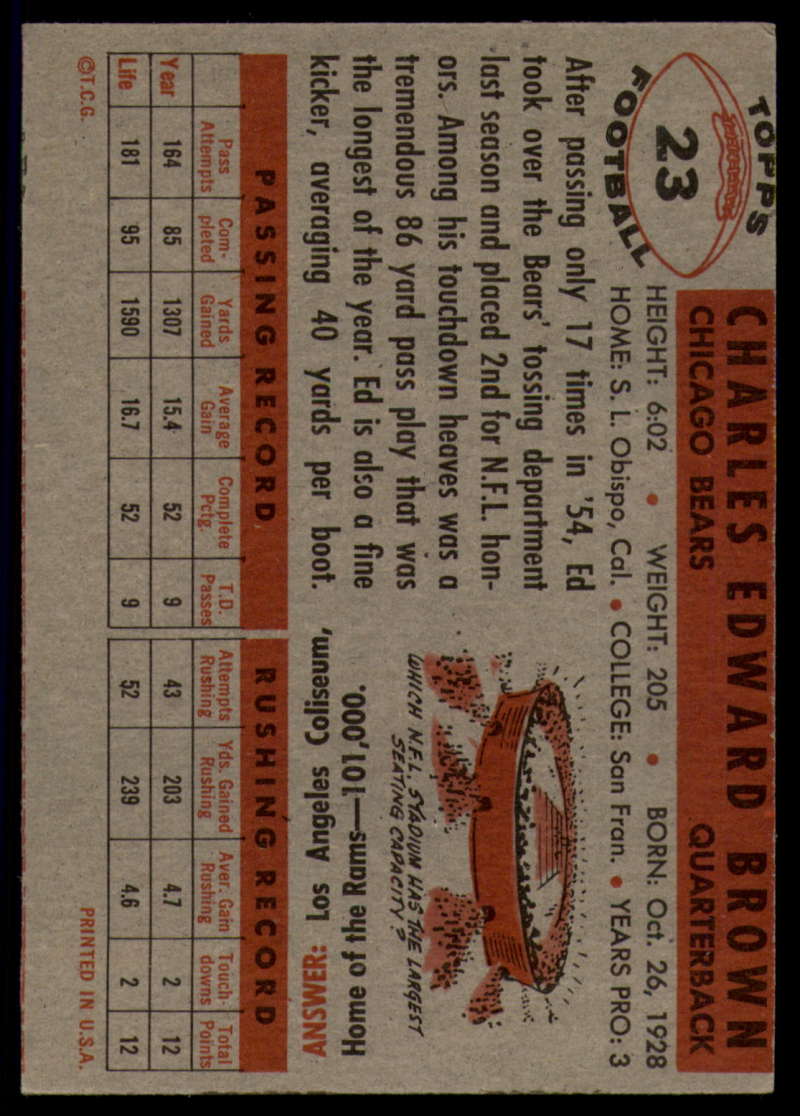 TOPPS
23
FOOTBALL
CHARLES EDWARD BROWN
CHICAGO BEARS QUARTERBACK
HEIGHT: 6:02 • WEIGHT: 205 • BORN: Oct. 26, 1928
HOME: S. L. Obispo, Cal. • COLLEGE: San Fran. • YEARS PRO: 3
After passing only 17 times in '54, Ed
took over the Bears' tossing department
last season and placed 2nd for N.F.L. hon-
ors. Among his touchdown heaves was a
tremendous 86 yard pass play that was
the longest of the year. Ed is also a fine
kicker, averaging 40 yards per boot.
WHICH N.F.L. STADIUM HAS THE LARGEST
SEATING CAPACITY?
ANSWER: Los Angeles Coliseum,
Home of the Rams—101,000.
PASSING RECORD RUSHING RECORD
Pass Attempts Com-pleted Yards Gained Average Gain Complete Pctg. T.D. Passes Attempts Rushing Yds. Gained Rushing Aver. Gain Rushing Touch-downs Total Points
Year 164 85 1307 15.4 52 9 43 203 4.7 2 12
Life 181 95 1590 16.7 52 9 52 239 4.6 2 12
©T.C.G. PRINTED IN U.S.A.